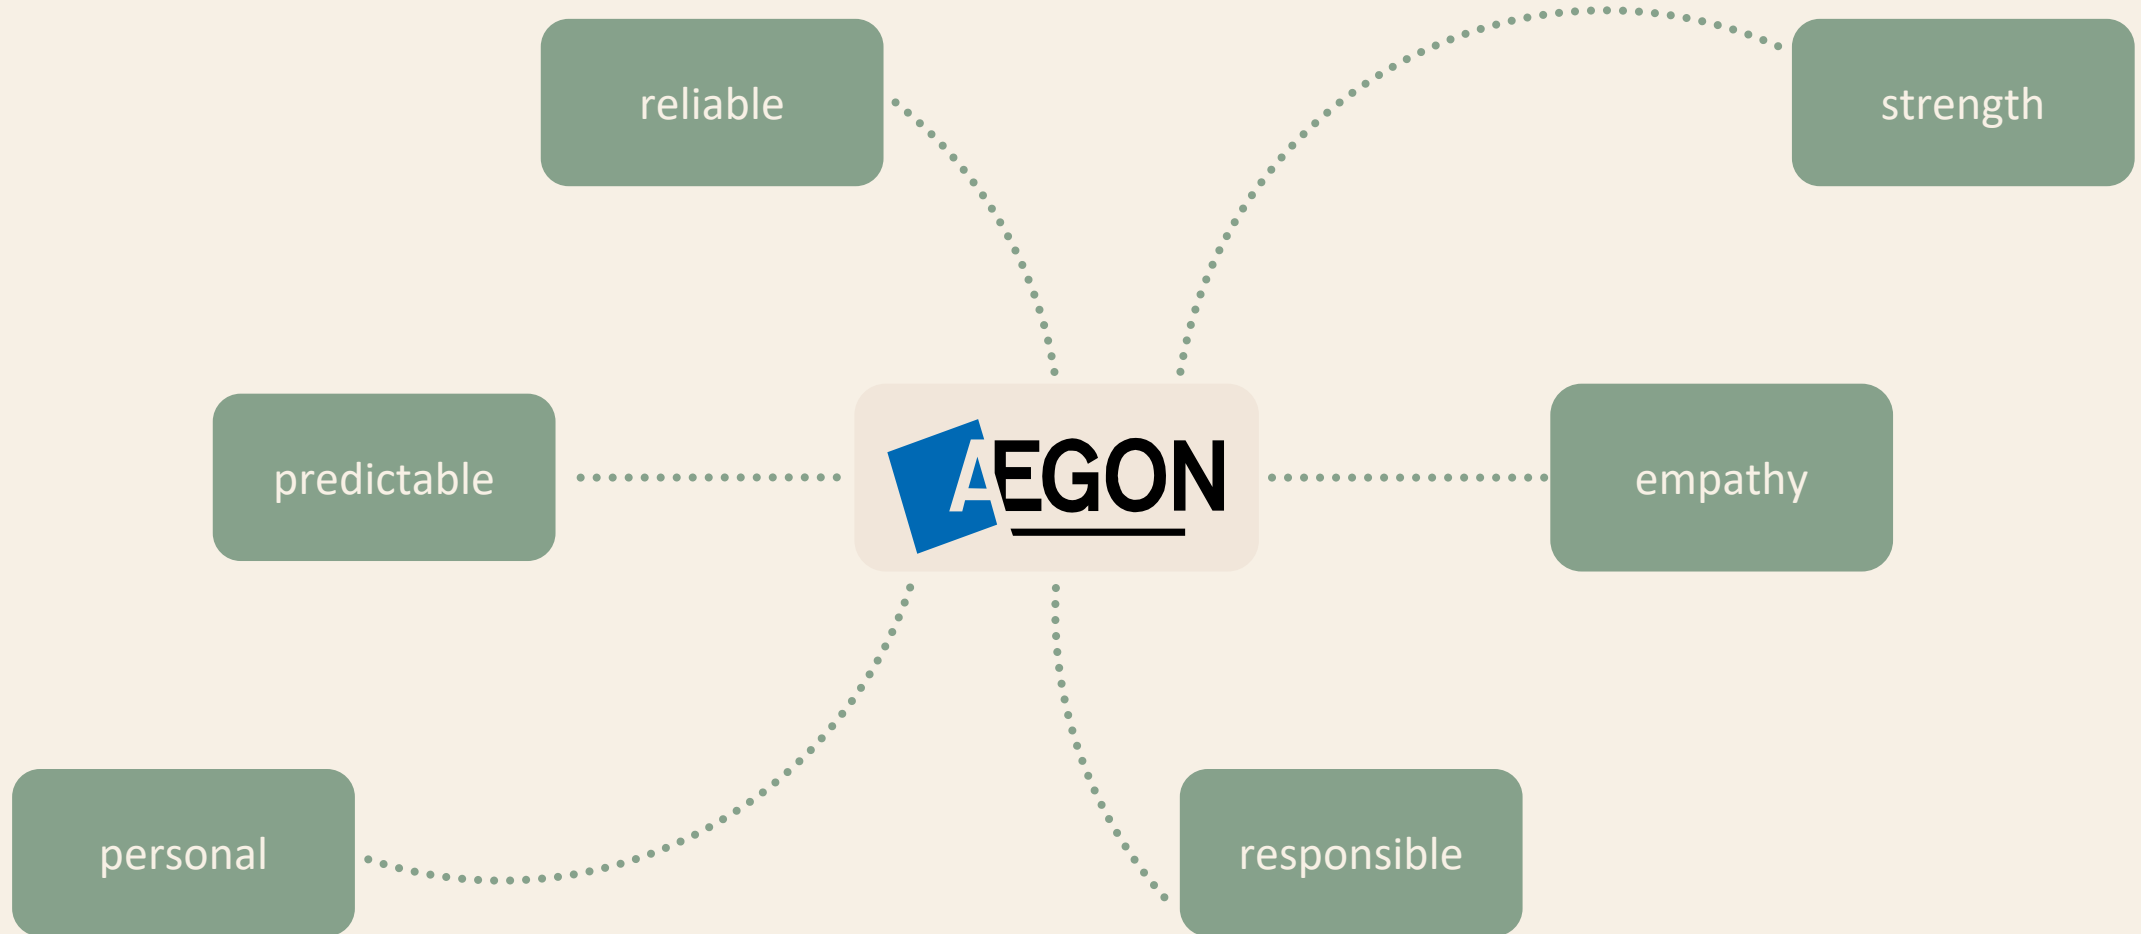 reliable
strength
predictable
AEGON
empathy
personal
responsible